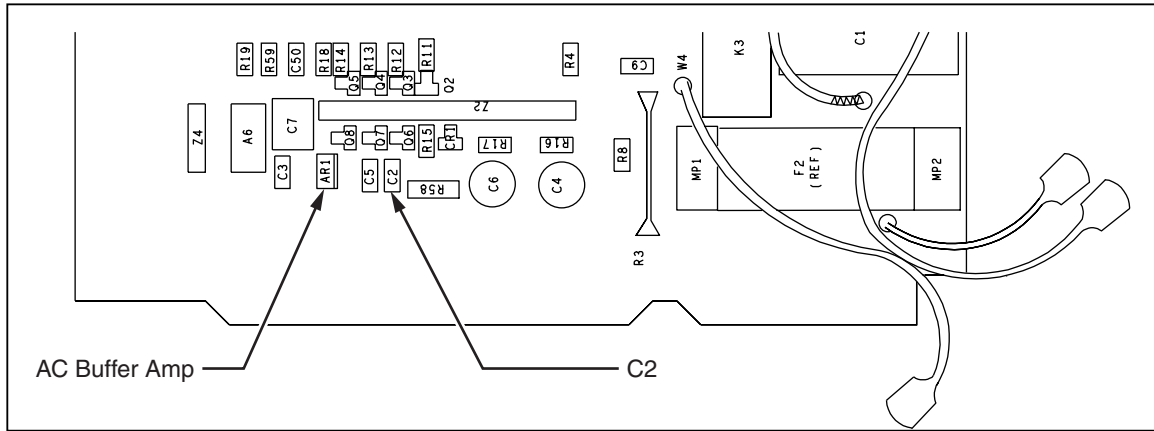 R19
R59
C50
R18
R14
R13
R12
R11
Q5
Q4
Q3
Q2
R4
C9
W4
K3
C1
Z4
A6
C7
Z2
Q8
Q7
Q6
R15
CR1
R17
R16
R8
MP1
F2
(REF)
MP2
C3
AR1
C5
C2
R58
C6
C4
R3
AC Buffer Amp
C2